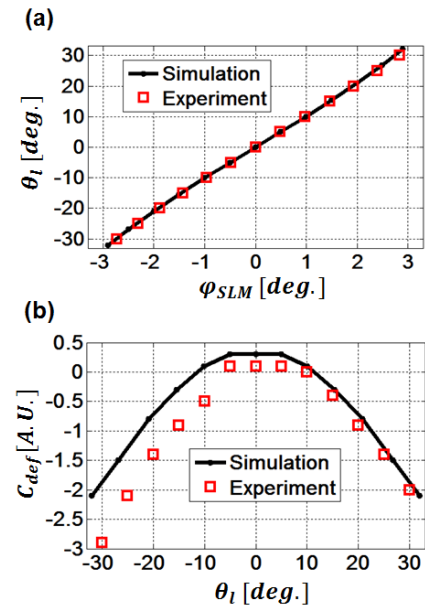 (a)
30
20
10
0
-10
-20
-30
θl [deg.]
Simulation
Experiment
-3 -2 -1 0 1 2 3
φSLM [deg.]
(b)
0.5
0
-0.5
-1
-1.5
-2
-2.5
-3
Cdef [A.U.]
Simulation
Experiment
-30 -20 -10 0 10 20 30
θl [deg.]